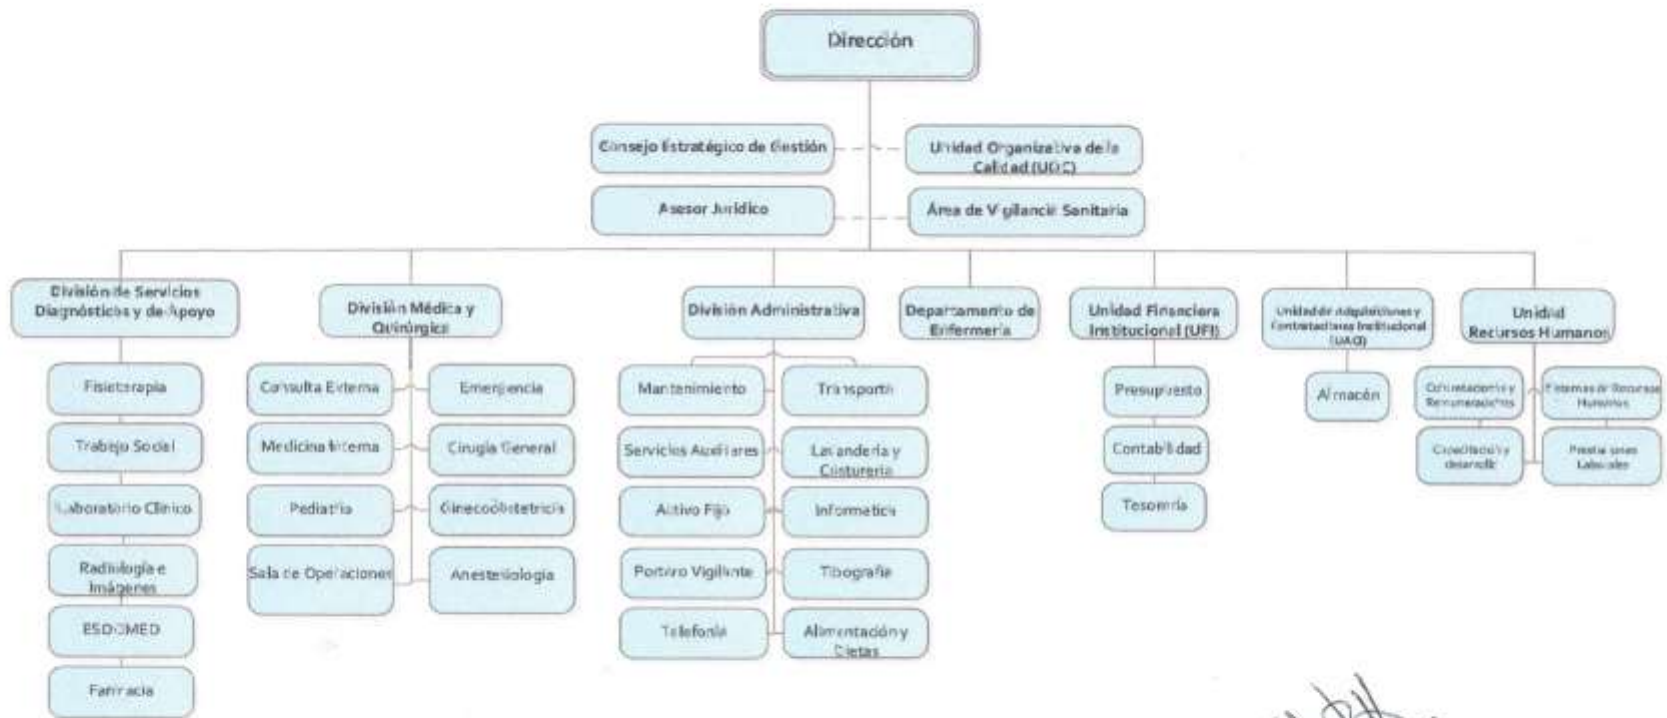 Dirección
Consejo Estratégico de Gestión
Unidad Organizativa de la
Calidad (UOC)
Asesor Jurídico
Área de Vigilancia Sanitaria
División de Servicios
Diagnósticos y de Apoyo
División Médica y
Quirúrgica
División Administrativa
Departamento de
Enfermería
Unidad Financiera
Institucional (UFI)
Unidad de Adquisiciones y
Contrataciones Institucional
(UACI)
Unidad
Recursos Humanos
Fisioterapia
Trabajo Social
Laboratorio Clínico
Radiología e
Imágenes
ESDOMED
Farmacia
Consulta Externa
Emergencia
Medicina Interna
Cirugía General
Pediatría
Ginecoobstetricia
Sala de Operaciones
Anestesiología
Mantenimiento
Transporte
Servicios Auxiliares
Lavandería y
Costurería
Activo Fijo
Informática
Portero Vigilante
Tipografía
Telefonía
Alimentación y
Dietas
Presupuesto
Contabilidad
Tesorería
Almacén
Contrataciones y
Remuneraciones
Sistemas de Recursos
Humanos
Capacitación y
desarrollo
Prestaciones
Laborales